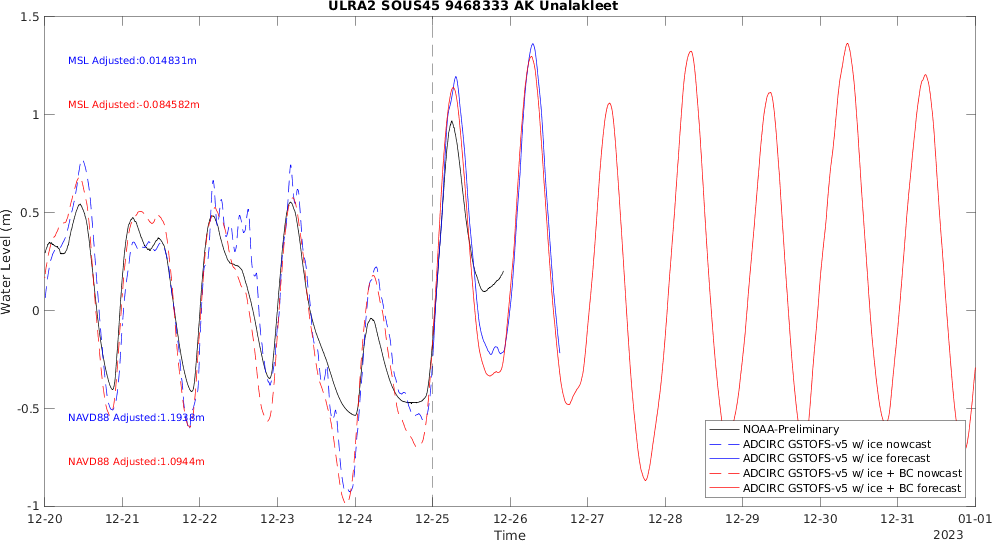 ULRA2 SOUS45 9468333 AK Unalakleet
1.5
1
0.5
0
-0.5
-1
Water Level (m)
MSL Adjusted:0.014831m
MSL Adjusted:-0.084582m
NAVD88 Adjusted:1.1938m
NAVD88 Adjusted:1.0944m
NOAA-Preliminary
ADCIRC GSTOFS-v5 w/ ice nowcast
ADCIRC GSTOFS-v5 w/ ice forecast
ADCIRC GSTOFS-v5 w/ ice + BC nowcast
ADCIRC GSTOFS-v5 w/ ice + BC forecast
12-20 12-21 12-22 12-23 12-24 12-25 12-26 12-27 12-28 12-29 12-30 12-31 01-01
Time
2023